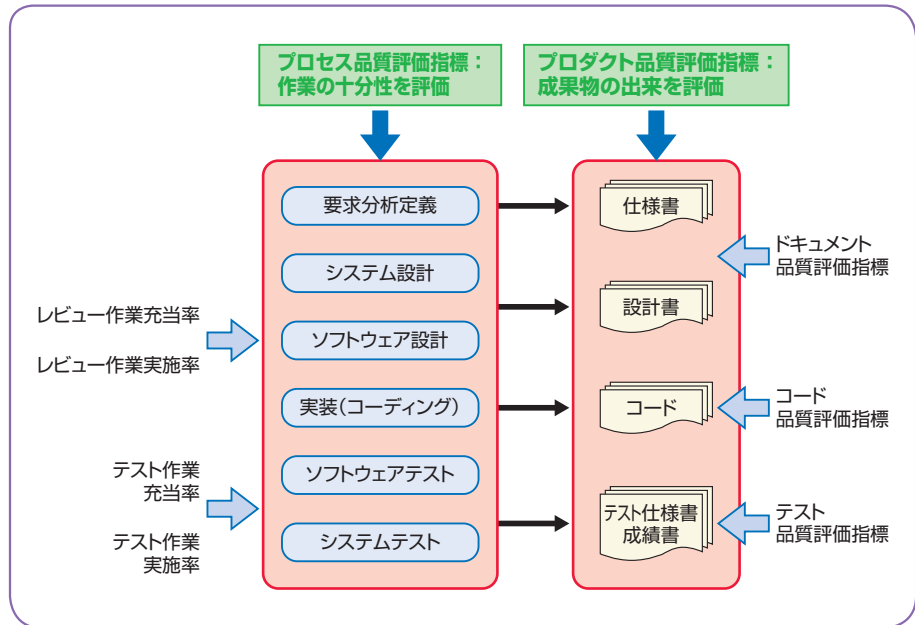 プロセス品質評価指標：
作業の十分性を評価
プロダクト品質評価指標：
成果物の出来を評価
要求分析定義
システム設計
ソフトウェア設計
実装(コーディング)
ソフトウェアテスト
システムテスト
仕様書
設計書
コード
テスト仕様書
成績書
レビュー作業充当率
レビュー作業実施率
テスト作業
充当率
テスト作業
実施率
ドキュメント
品質評価指標
コード
品質評価指標
テスト
品質評価指標